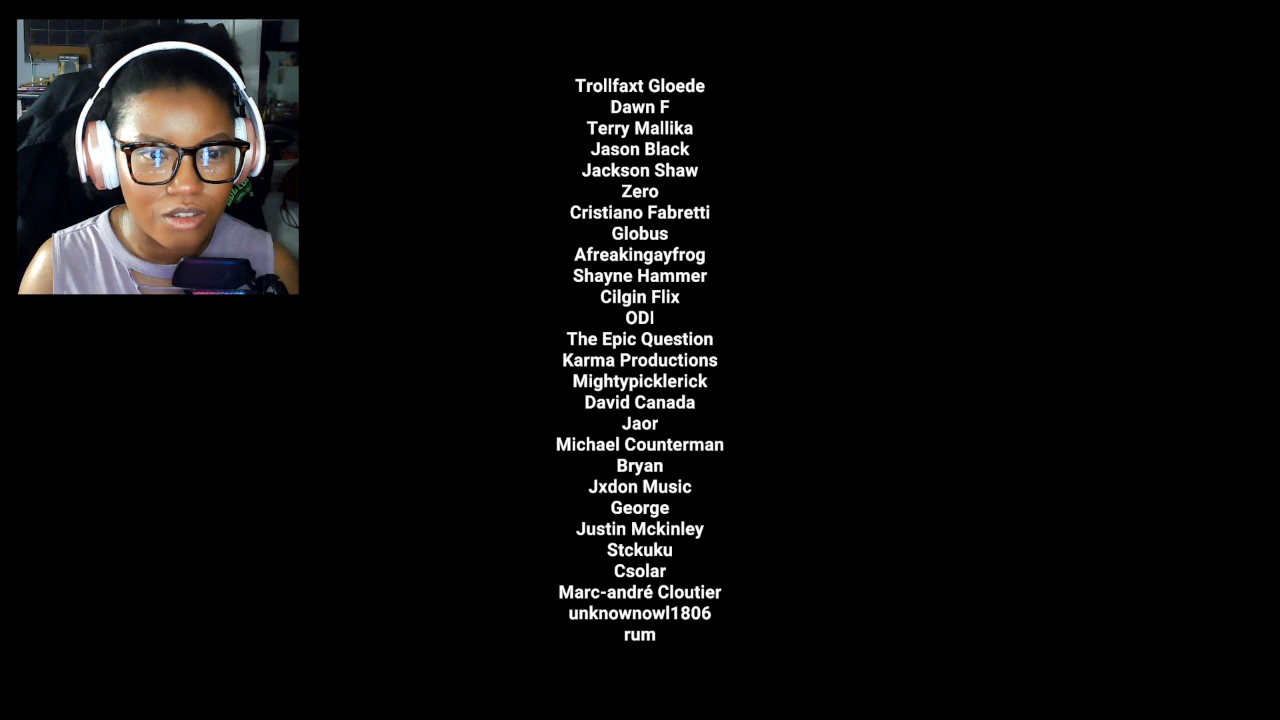 Trollfaxt Gloede
Dawn F
Terry Mallika
Jason Black
Jackson Shaw
Zero
Cristiano Fabretti
Globus
Afreakingayfrog
Shayne Hammer
Cilgin Flix
ODI
The Epic Question
Karma Productions
Mightypicklerick
David Canada
Jaor
Michael Counterman
Bryan
Jxdon Music
George
Justin Mckinley
Stckuku
Csolar
Marc-andré Cloutier
unknownowl1806
rum